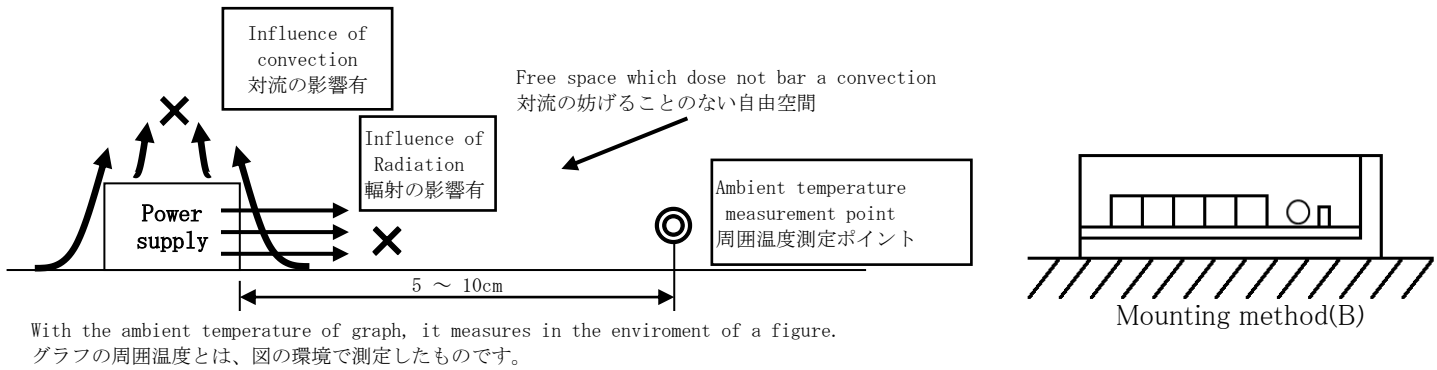 Influence of
convection
対流の影響有
Free space which dose not bar a convection
対流の妨げることのない自由空間
Influence of
Radiation
輻射の影響有
Ambient temperature
measurement point
周囲温度測定ポイント
Power
supply
5 ～ 10cm
Mounting method(B)
With the ambient temperature of graph, it measures in the enviroment of a figure.
グラフの周囲温度とは、図の環境で測定したものです。